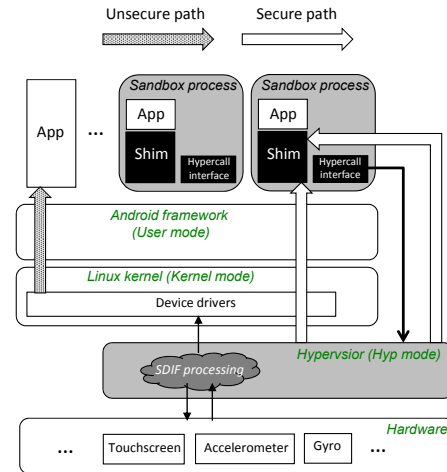 Unsecure path
Secure path
Sandbox process
Sandbox process
App
...
App
Shim
Hypercall
interface
App
Shim
Hypercall
interface
Android framework
(User mode)
Linux kernel (Kernel mode)
Device drivers
SDIF processing
Hypervsior (Hyp mode)
Hardware
...
Touchscreen
Accelerometer
Gyro
...